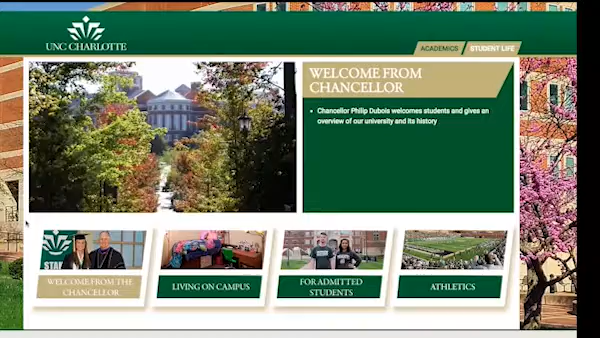 UNC CHARLOTTE
ACADEMICS
STUDENT LIFE
WELCOME FROM
CHANCELLOR
• Chancellor Philip Dubois welcomes students and gives an
overview of our university and its history
WELCOME FROM THE
CHANCELLOR
LIVING ON CAMPUS
FOR ADMITTED
STUDENTS
ATHLETICS